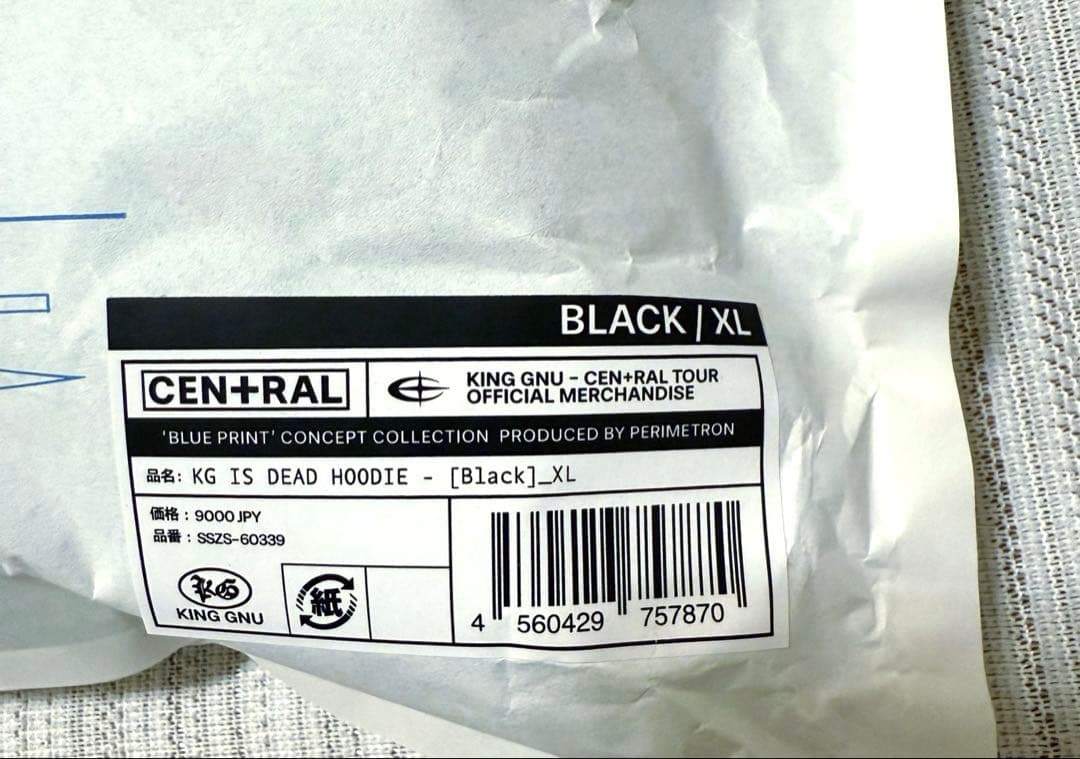 BLACK / XL
CEN+RAL
KING GNU - CEN+RAL TOUR
OFFICIAL MERCHANDISE
'BLUE PRINT' CONCEPT COLLECTION PRODUCED BY PERIMETRON
品名: KG IS DEAD HOODIE - [Black]_XL
価格 : 9000 JPY
品番 : SSZS-60339
KG
KING GNU
紙
4 560429 757870